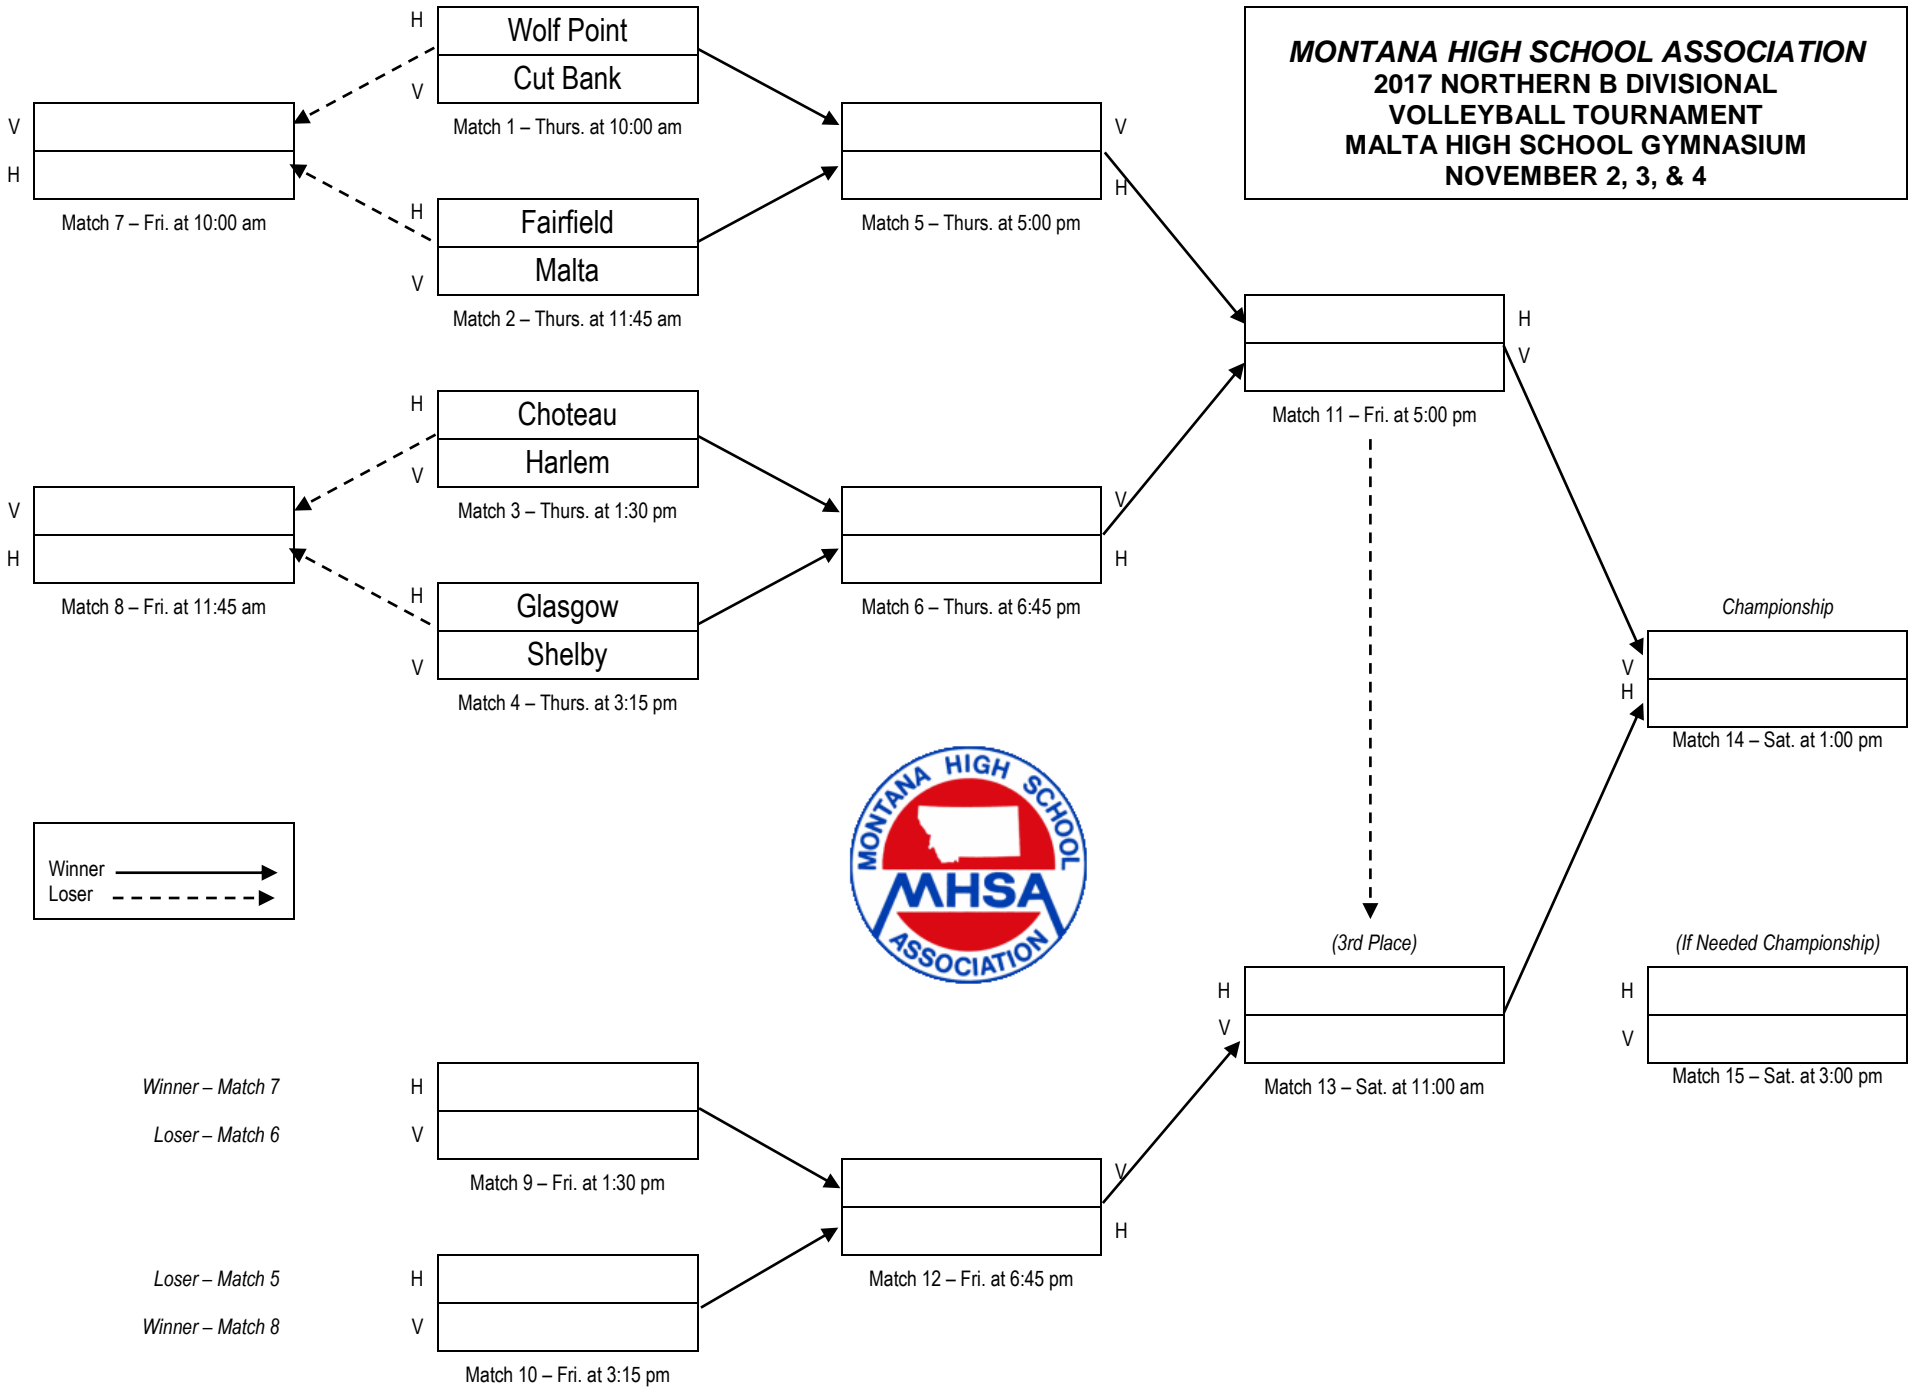 H
Wolf Point
V
Cut Bank
Match 1 – Thurs. at 10:00 am
MONTANA HIGH SCHOOL ASSOCIATION
2017 NORTHERN B DIVISIONAL
VOLLEYBALL TOURNAMENT
MALTA HIGH SCHOOL GYMNASIUM
NOVEMBER 2, 3, & 4
V
H
Match 7 – Fri. at 10:00 am
V
H
Match 5 – Thurs. at 5:00 pm
H
Fairfield
V
Malta
Match 2 – Thurs. at 11:45 am
H
V
Match 11 – Fri. at 5:00 pm
H
Choteau
V
Harlem
Match 3 – Thurs. at 1:30 pm
V
H
Match 8 – Fri. at 11:45 am
V
H
Match 6 – Thurs. at 6:45 pm
H
Glasgow
V
Shelby
Match 4 – Thurs. at 3:15 pm
Championship
V
H
Match 14 – Sat. at 1:00 pm
MONTANA HIGH SCHOOL
MHSA
ASSOCIATION
Winner
Loser
(3rd Place)
H
V
Match 13 – Sat. at 11:00 am
(If Needed Championship)
H
V
Match 15 – Sat. at 3:00 pm
Winner – Match 7 H
Loser – Match 6 V
Match 9 – Fri. at 1:30 pm
V
H
Match 12 – Fri. at 6:45 pm
Loser – Match 5 H
Winner – Match 8 V
Match 10 – Fri. at 3:15 pm